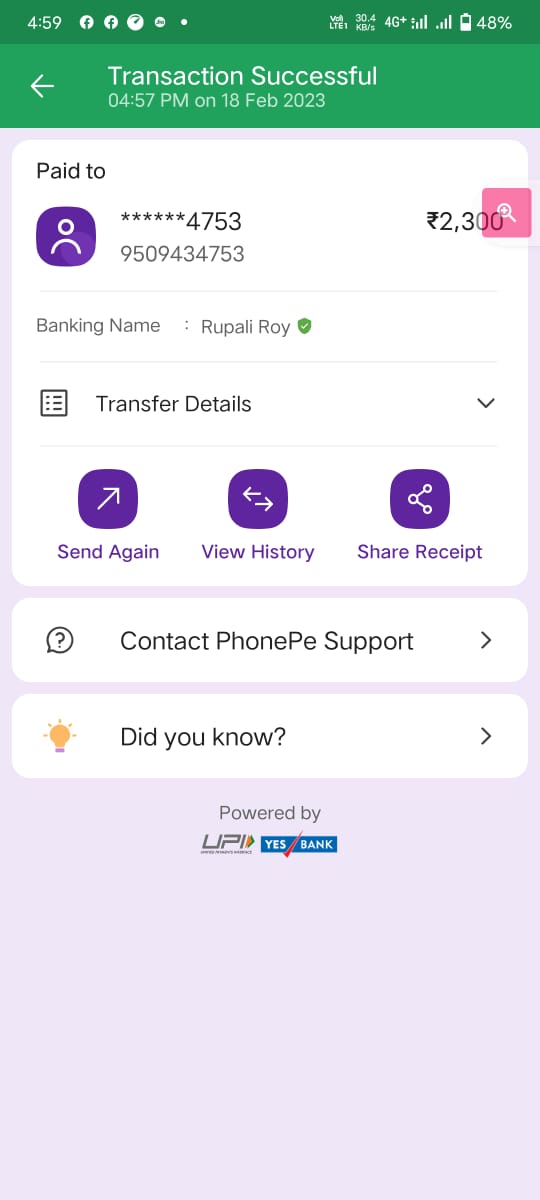 4:59
Vo) LTE1 30.4 KB/s 4G+ 48%
Transaction Successful
04:57 PM on 18 Feb 2023
Paid to
******4753
₹2,300
9509434753
Banking Name : Rupali Roy
Transfer Details
Send Again View History Share Receipt
Contact PhonePe Support
Did you know?
Powered by
UPI YES BANK